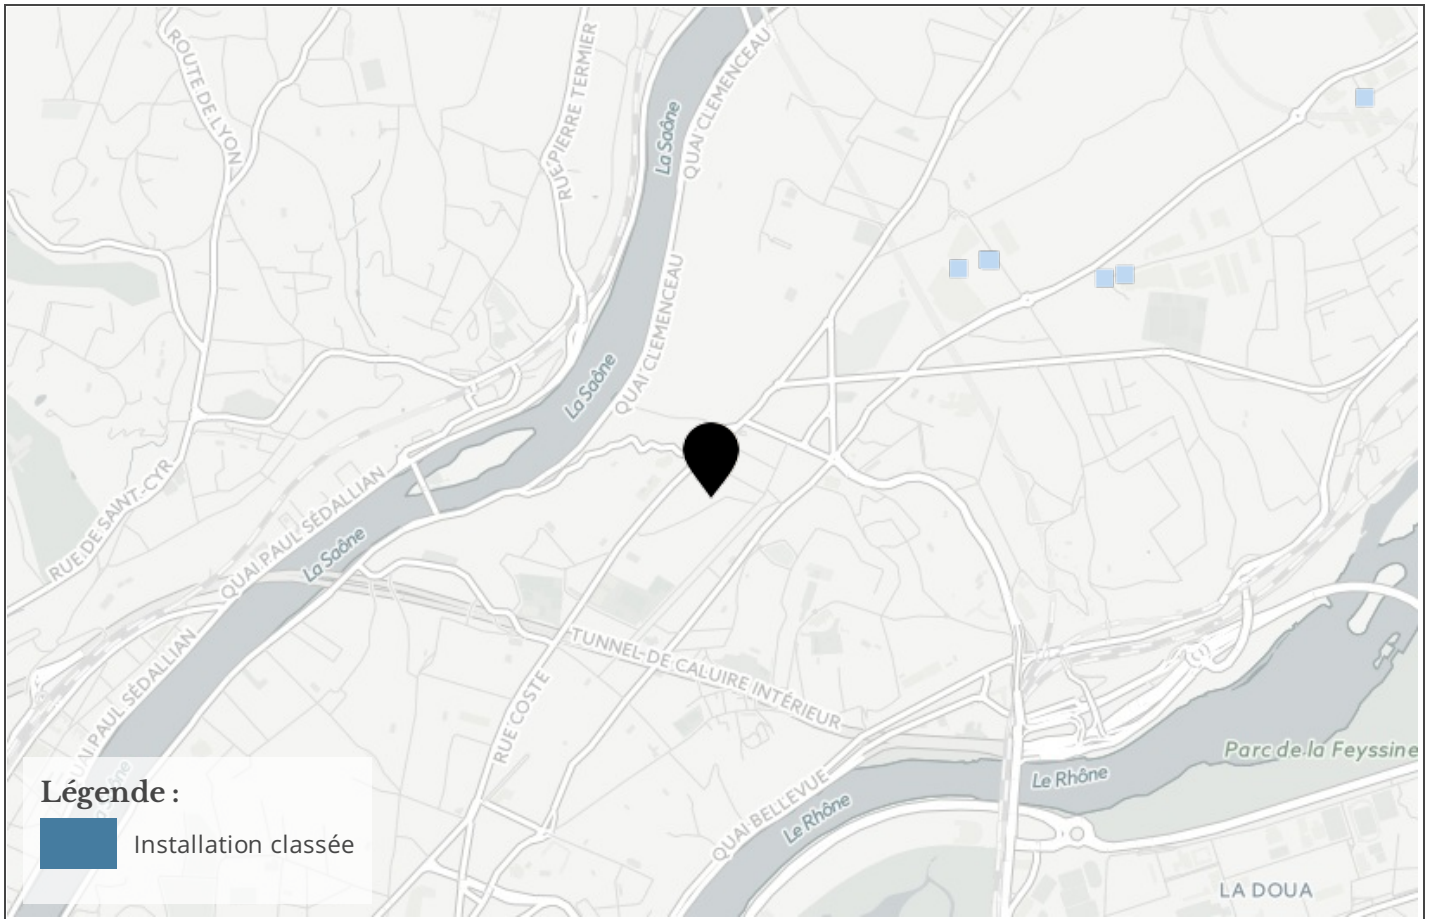 ROUTE DE LYON
RUE PIERRE TERMIER
La Saône
QUAI CLEMENCEAU
QUAI CLEMENCEAU
La Saône
RUE DE SAINT-CYR
QUAI PAUL SÉDALLIAN
La Saône
QUAI PAUL SÉDALLIAN
TUNNEL DE CALUIRE INTÉRIEUR
RUE COSTE
QUAI BELLEVUE
Le Rhône
Le Rhône
Parc de la Feyssine
LA DOUA
Légende :
Installation classée